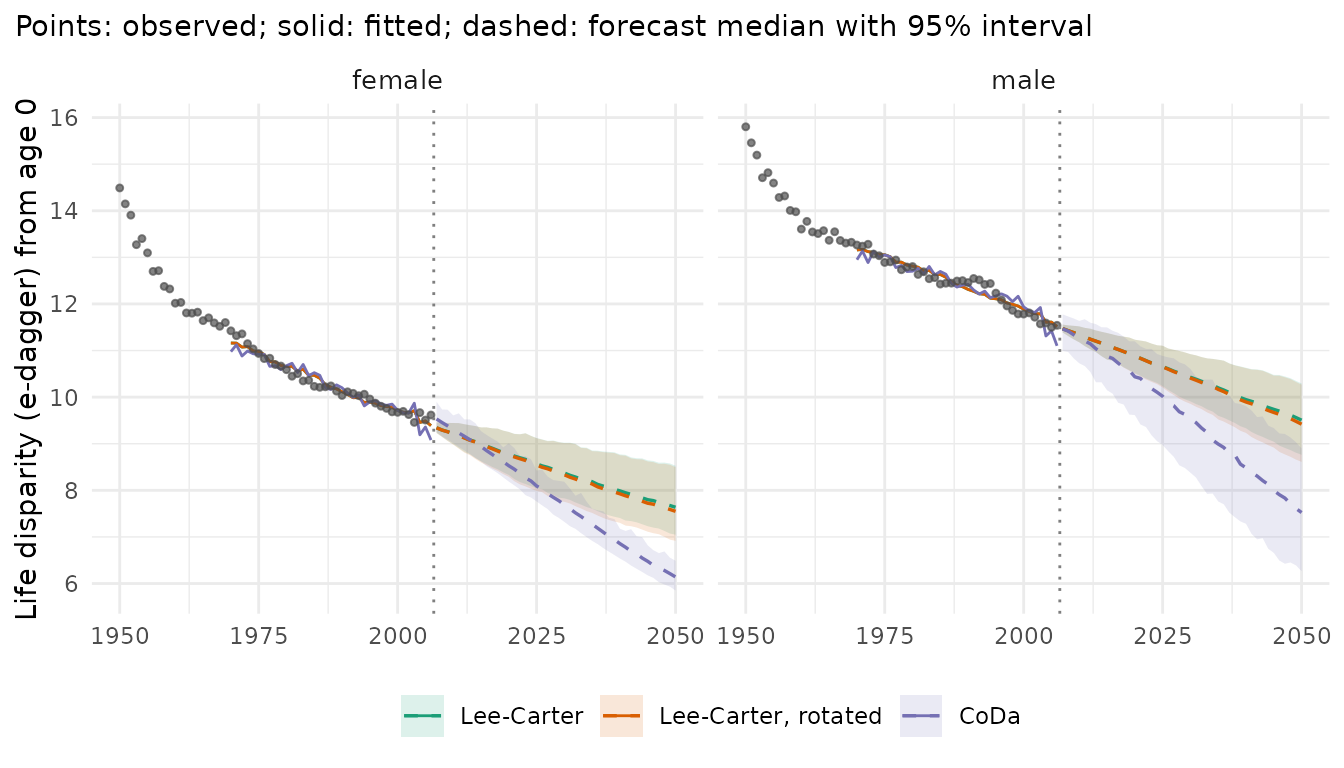 Points: observed; solid: fitted; dashed: forecast median with 95% interval
female
male
Life disparity (e-dagger) from age 0
16
14
12
10
8
6
1950
1975
2000
2025
2050
1950
1975
2000
2025
2050
Lee-Carter
Lee-Carter, rotated
CoDa